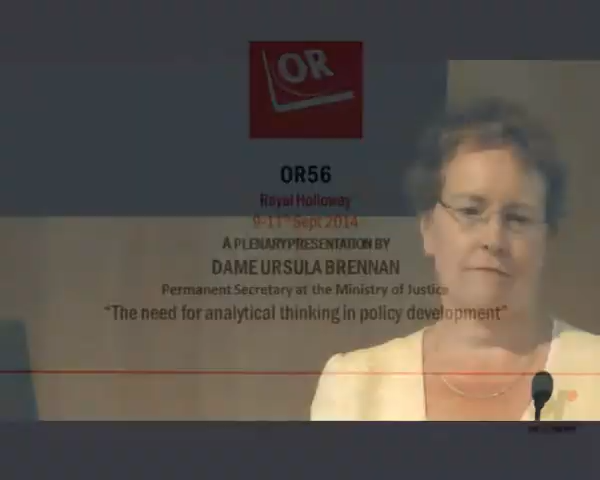 OR
OR56
Royal Holloway
9-11th Sept 2014
A PLENARY PRESENTATION BY
DAME URSULA BRENNAN
Permanent Secretary at the Ministry of Justice
“The need for analytical thinking in policy development”